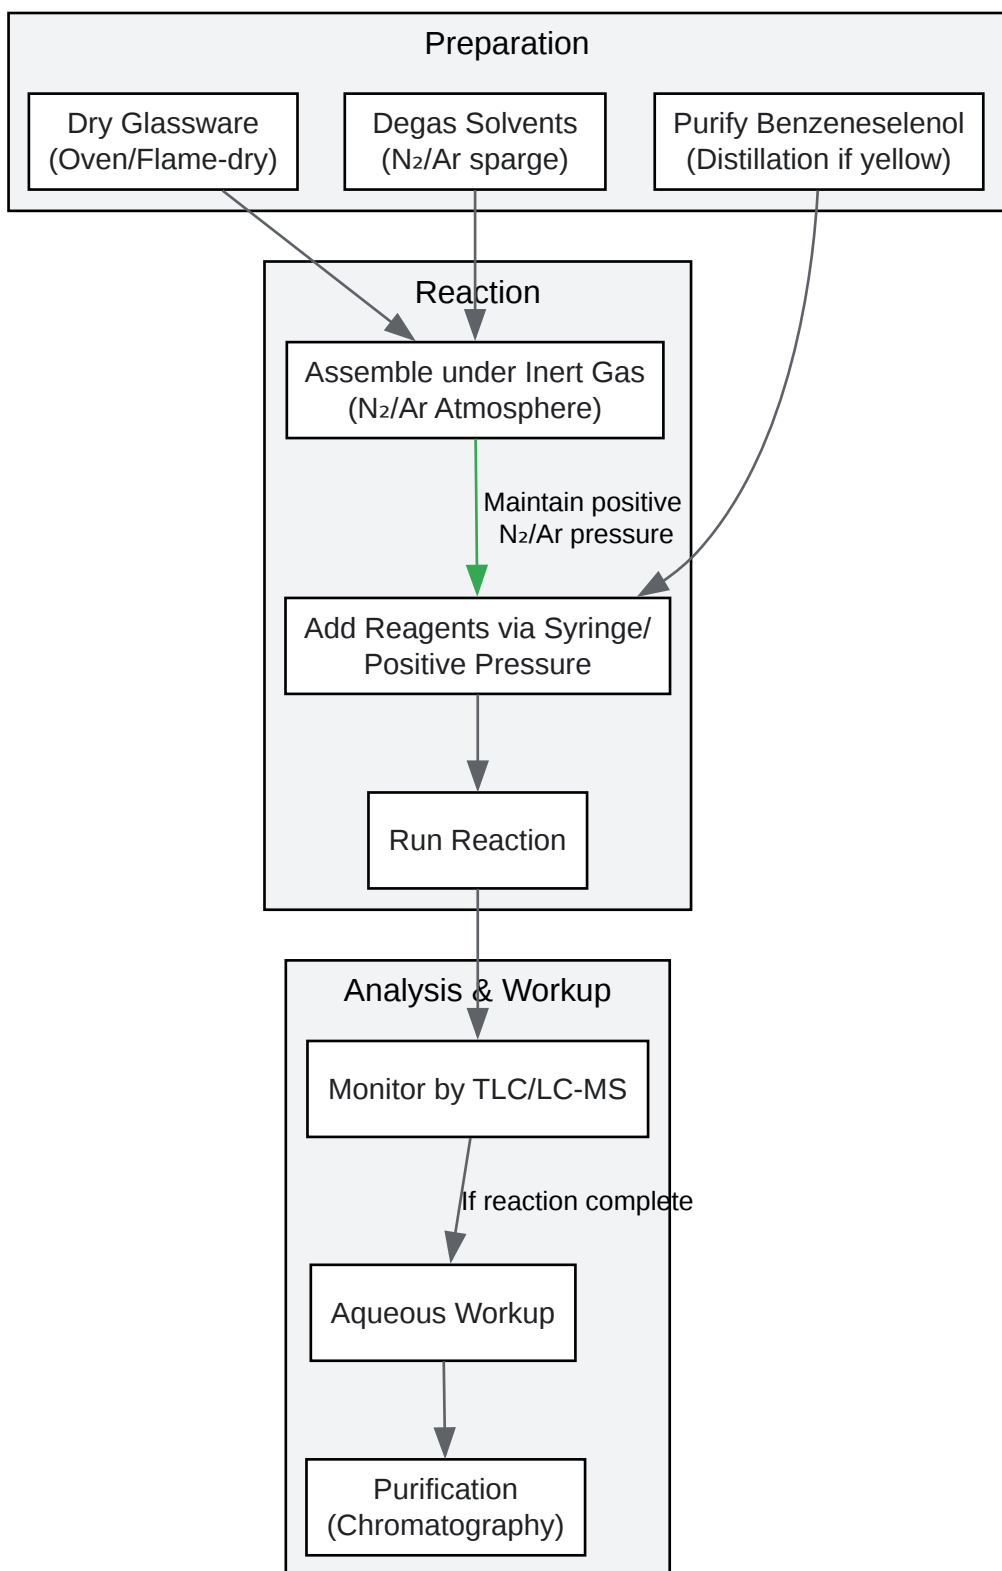 Preparation
Dry Glassware
(Oven/Flame-dry)
Degas Solvents
(N₂/Ar sparge)
Purify Benzeneselenol
(Distillation if yellow)
Reaction
Assemble under Inert Gas
(N₂/Ar Atmosphere)
Maintain positive
N₂/Ar pressure
Add Reagents via Syringe/
Positive Pressure
Run Reaction
Analysis & Workup
Monitor by TLC/LC-MS
If reaction complete
Aqueous Workup
Purification
(Chromatography)